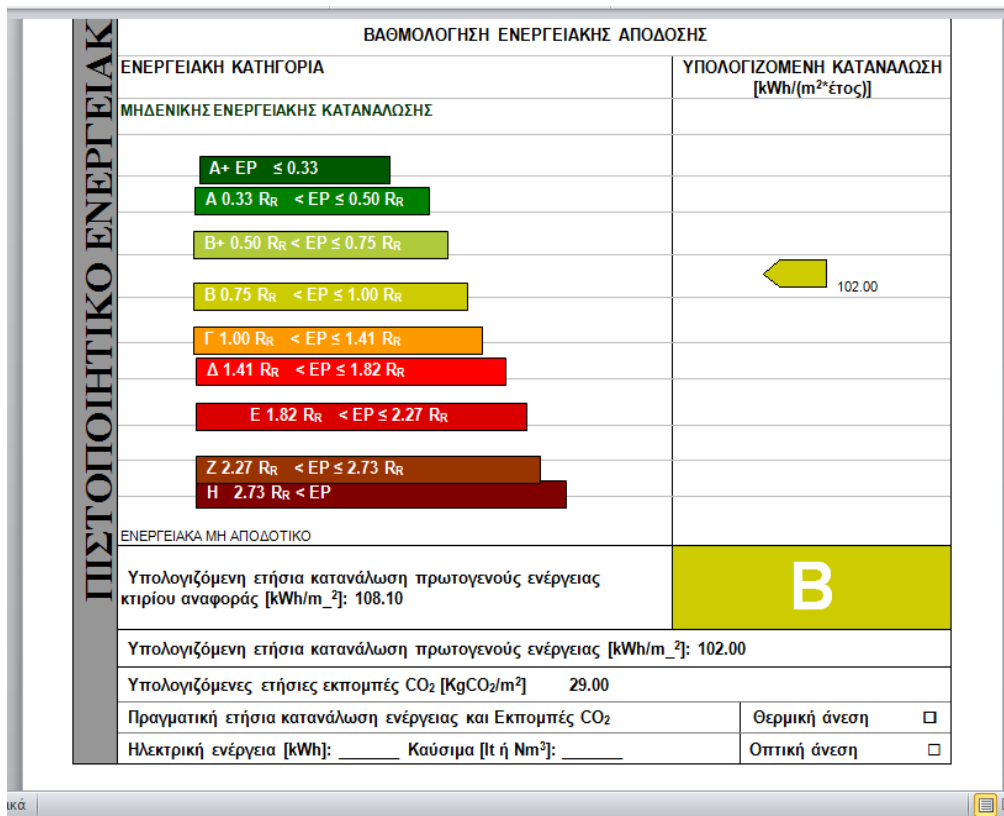 ΠΙΣΤΟΠΟΙΗΤΙΚΟ ΕΝΕΡΓΕΙΑΚ
ΒΑΘΜΟΛΟΓΗΣΗ ΕΝΕΡΓΕΙΑΚΗΣ ΑΠΟΔΟΣΗΣ
ΕΝΕΡΓΕΙΑΚΗ ΚΑΤΗΓΟΡΙΑ
ΥΠΟΛΟΓΙΖΟΜΕΝΗ ΚΑΤΑΝΑΛΩΣΗ
[kWh/(m²*έτος)]
ΜΗΔΕΝΙΚΗΣ ΕΝΕΡΓΕΙΑΚΗΣ ΚΑΤΑΝΑΛΩΣΗΣ
A+ EP ≤ 0.33
A 0.33 RR < EP ≤ 0.50 RR
B+ 0.50 RR < EP ≤ 0.75 RR
102.00
B 0.75 RR < EP ≤ 1.00 RR
Γ 1.00 RR < EP ≤ 1.41 RR
Δ 1.41 RR < EP ≤ 1.82 RR
E 1.82 RR < EP ≤ 2.27 RR
Z 2.27 RR < EP ≤ 2.73 RR
H 2.73 RR < EP
ΕΝΕΡΓΕΙΑΚΑ ΜΗ ΑΠΟΔΟΤΙΚΟ
Υπολογιζόμενη ετήσια κατανάλωση πρωτογενούς ενέργειας
κτιρίου αναφοράς [kWh/m_²]: 108.10
B
Υπολογιζόμενη ετήσια κατανάλωση πρωτογενούς ενέργειας [kWh/m_²]: 102.00
Υπολογιζόμενες ετήσιες εκπομπές CO₂ [KgCO₂/m²] 29.00
Πραγματική ετήσια κατανάλωση ενέργειας και Εκπομπές CO₂
Θερμική άνεση ☐
Ηλεκτρική ενέργεια [kWh]: _______ Καύσιμα [lt ή Nm³]: _______
Οπτική άνεση ☐
ικά